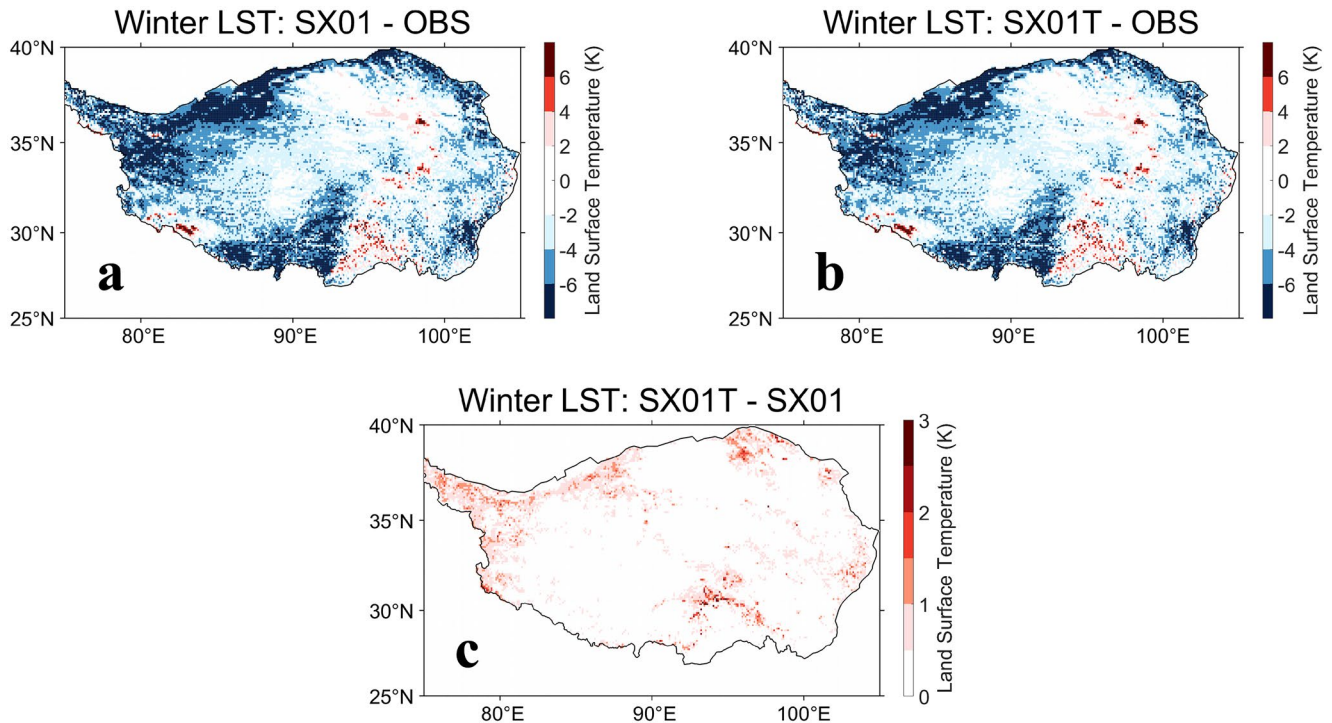 Winter LST: SX01 - OBS
40°N
35°N
30°N
25°N
80°E
90°E
100°E
a
6
4
2
0
-2
-4
-6
Land Surface Temperature (K)
Winter LST: SX01T - OBS
40°N
35°N
30°N
25°N
80°E
90°E
100°E
b
6
4
2
0
-2
-4
-6
Land Surface Temperature (K)
Winter LST: SX01T - SX01
40°N
35°N
30°N
25°N
80°E
90°E
100°E
c
3
2
1
0
Land Surface Temperature (K)